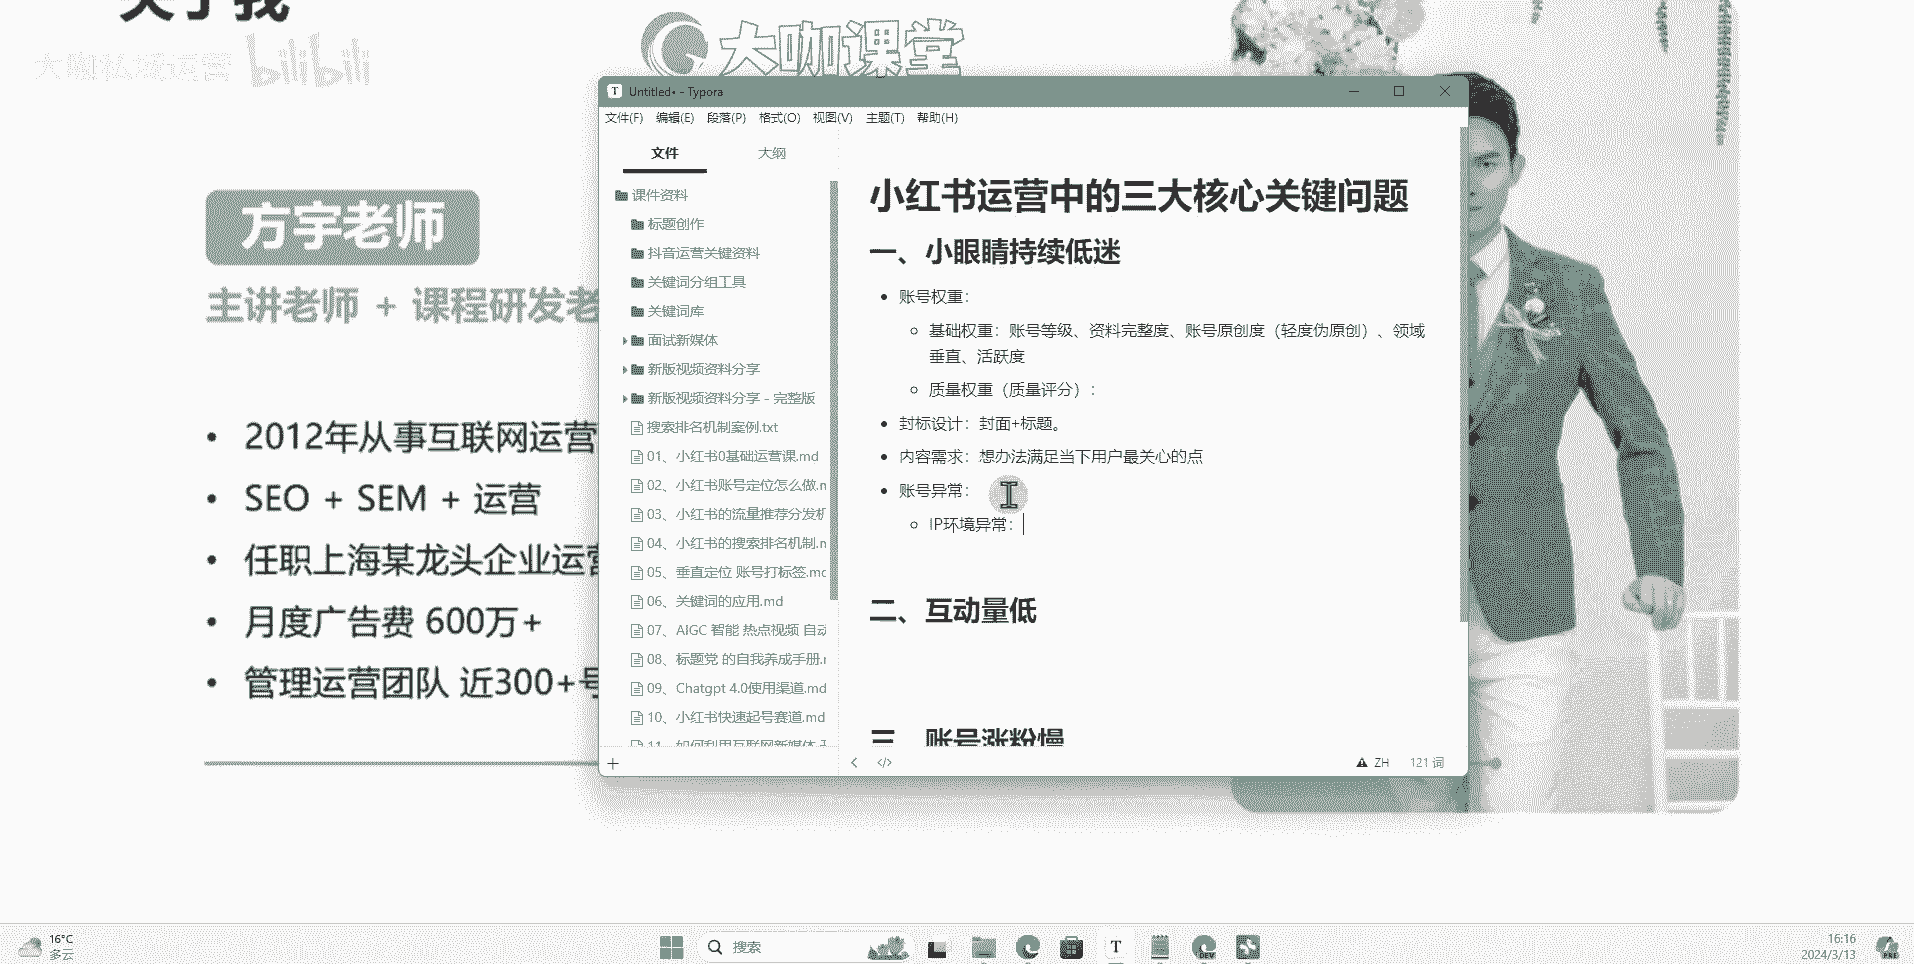 关于我
大咖私域运营 bilibili
大咖课堂
方宇老师
主讲老师 + 课程研发老
2012年从事互联网运营
SEO + SEM + 运营
任职上海某龙头企业运营
月度广告费 600万+
管理运营团队 近300+号
Untitled• - Typora
文件(F) 编辑(E) 段落(P) 格式(O) 视图(V) 主题(T) 帮助(H)
文件 大纲
课件资料
标题创作
抖音运营关键资料
关键词分组工具
关键词库
面试新媒体
新版视频资料分享
新版视频资料分享 - 完整版
搜索排名机制案例.txt
01、小红书0基础运营课.md
02、小红书账号定位怎么做.m
03、小红书的流量推荐分发机
04、小红书的搜索排名机制.m
05、垂直定位 账号打标签.md
06、关键词的应用.md
07、AIGC 智能 热点视频 自动
08、标题党 的自我养成手册.m
09、Chatgpt 4.0使用渠道.md
10、小红书快速起号赛道.md
11、如何利用互联网新媒体
小红书运营中的三大核心关键问题
一、小眼睛持续低迷
账号权重：
基础权重：账号等级、资料完整度、账号原创度（轻度伪原创）、领域
垂直、活跃度
质量权重（质量评分）：
封标设计：封面+标题。
内容需求：想办法满足当下用户最关心的点
账号异常：
IP环境异常：
二、互动量低
三、账号涨粉慢
ZH 121 词
16°C
多云
搜索
DEV
16:16
2024/3/13
PRE